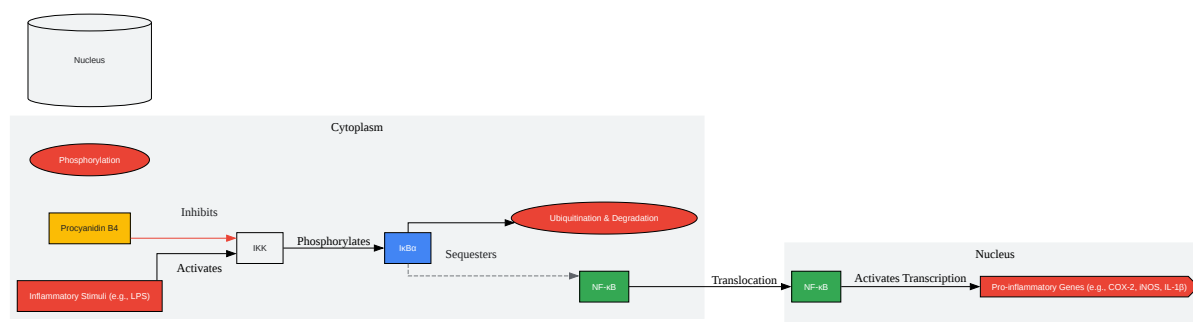 Nucleus
Cytoplasm
Phosphorylation
Procyanidin B4
Inhibits
Inflammatory Stimuli (e.g., LPS)
Activates
IKK
Phosphorylates
IκBα
Ubiquitination & Degradation
Sequesters
NF-κB
Translocation
Nucleus
NF-κB
Activates Transcription
Pro-inflammatory Genes (e.g., COX-2, iNOS, IL-1β)